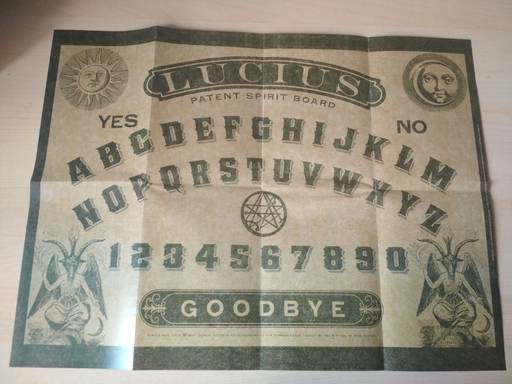 LUCIUS
PATENT SPIRIT BOARD
YES NO
ABCDEFGHIJKLM
NOPQRSTUVWXYZ
1234567890
GOODBYE